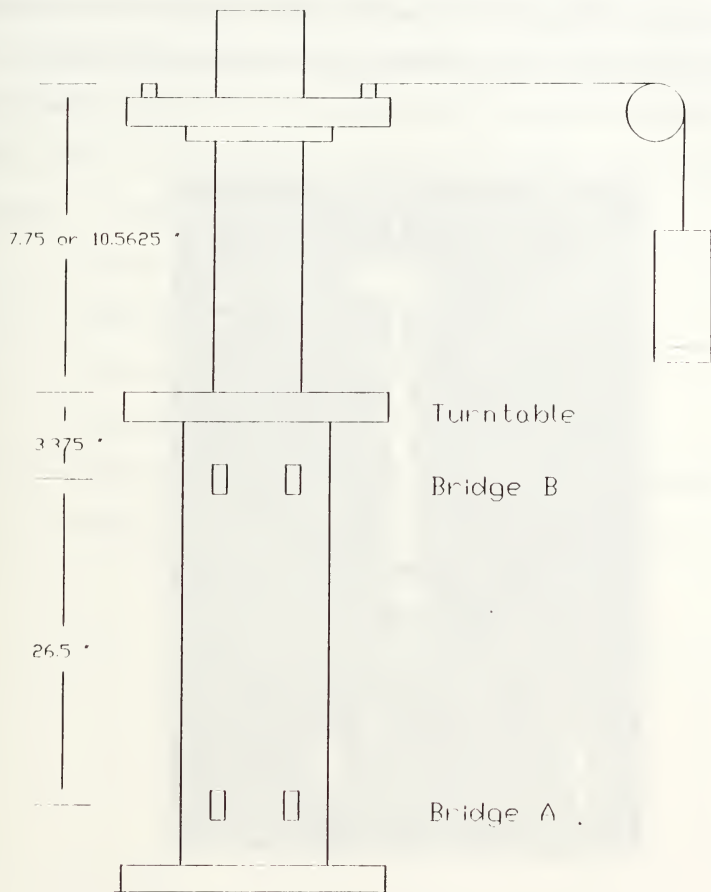 7.75 or 10.5625 "
Turntable
3.375 "
Bridge B
26.5 "
Bridge A